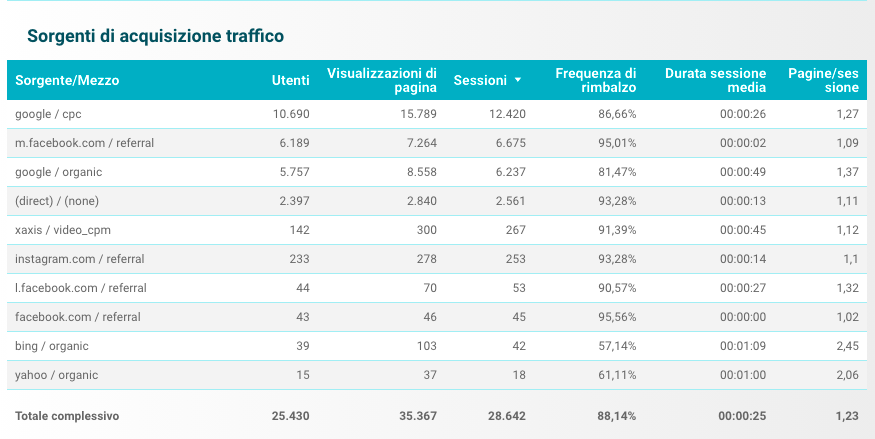 Sorgenti di acquisizione traffico
Sorgente/Mezzo Utenti Visualizzazioni di pagina Sessioni Frequenza di rimbalzo Durata sessione media Pagine/ses sione
google / cpc 10.690 15.789 12.420 86,66% 00:00:26 1,27
m.facebook.com / referral 6.189 7.264 6.675 95,01% 00:00:02 1,09
google / organic 5.757 8.558 6.237 81,47% 00:00:49 1,37
(direct) / (none) 2.397 2.840 2.561 93,28% 00:00:13 1,11
xaxis / video_cpm 142 300 267 91,39% 00:00:45 1,12
instagram.com / referral 233 278 253 93,28% 00:00:14 1,1
l.facebook.com / referral 44 70 53 90,57% 00:00:27 1,32
facebook.com / referral 43 46 45 95,56% 00:00:00 1,02
bing / organic 39 103 42 57,14% 00:01:09 2,45
yahoo / organic 15 37 18 61,11% 00:01:00 2,06
Totale complessivo 25.430 35.367 28.642 88,14% 00:00:25 1,23